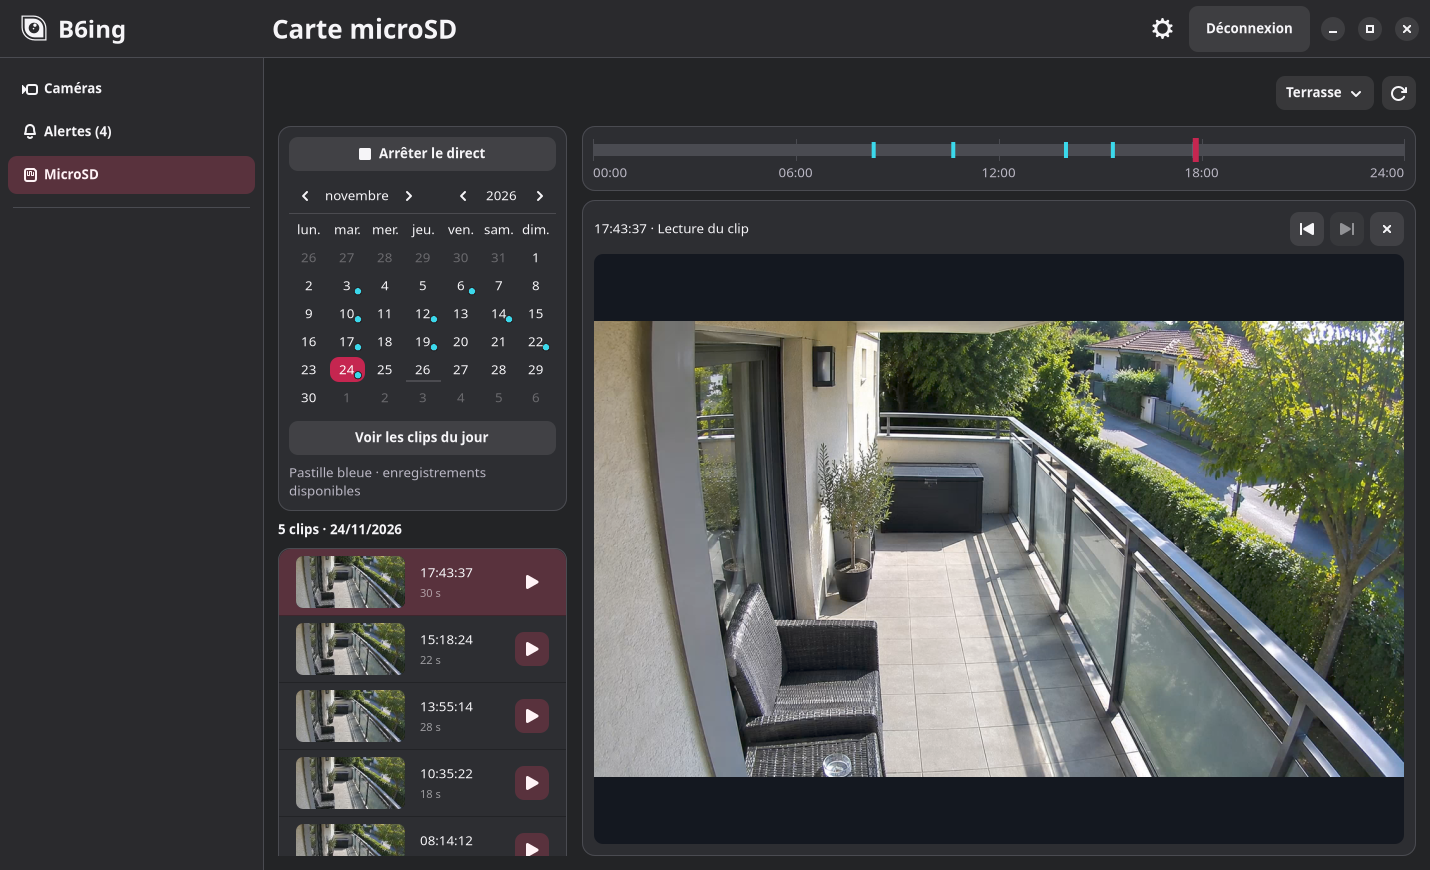 B6ing
Carte microSD
Déconnexion
Caméras
Alertes (4)
MicroSD
Terrasse
Arrêter le direct
novembre 2026
lun. mar. mer. jeu. ven. sam. dim.
26 27 28 29 30 31 1
2 3 4 5 6 7 8
9 10 11 12 13 14 15
16 17 18 19 20 21 22
23 24 25 26 27 28 29
30 1 2 3 4 5 6
Voir les clips du jour
Pastille bleue · enregistrements
disponibles
5 clips · 24/11/2026
17:43:37
30 s
15:18:24
22 s
13:55:14
28 s
10:35:22
18 s
08:14:12
00:00 06:00 12:00 18:00 24:00
17:43:37 · Lecture du clip